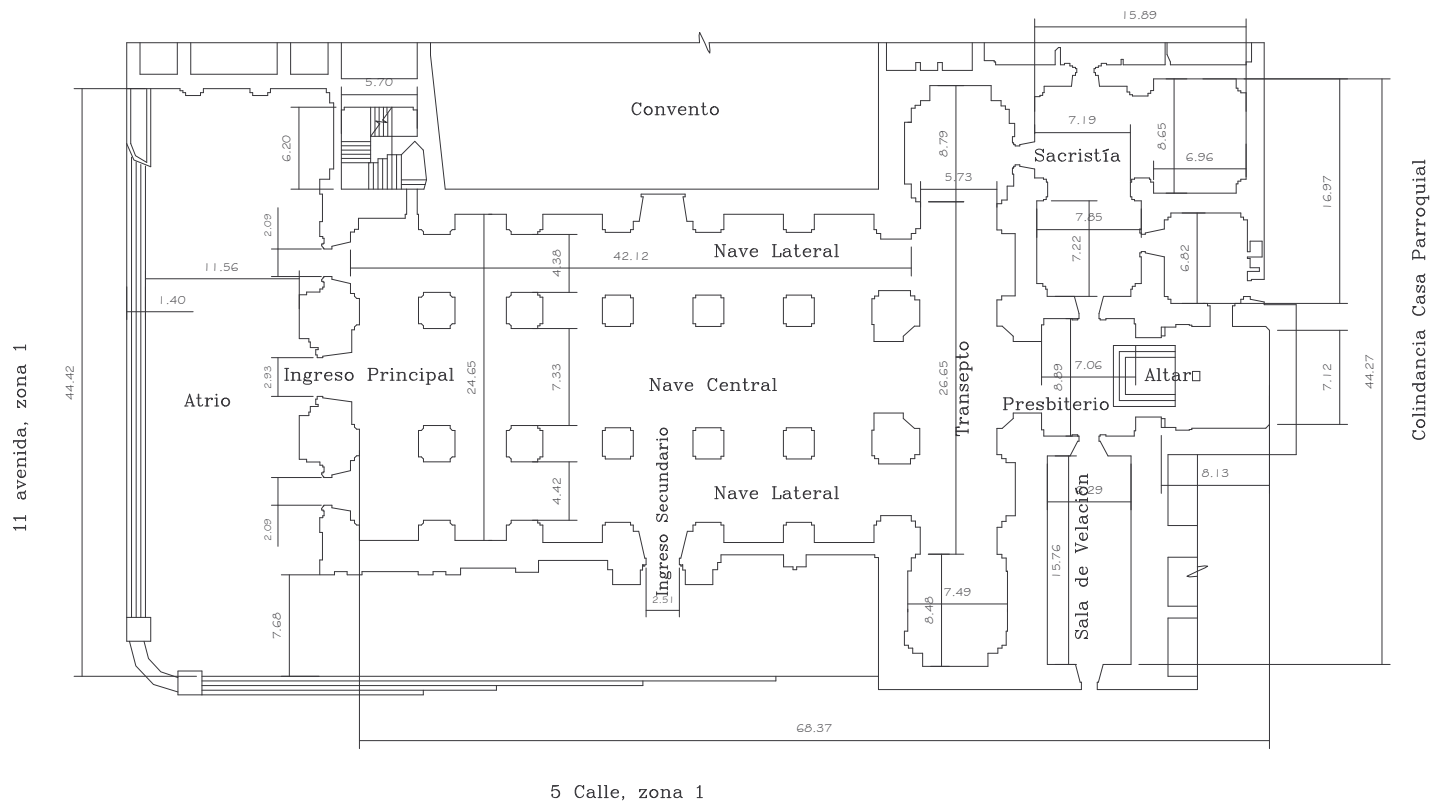 15.89
5.70
Convento
8.79
7.19
8.65
6.20
Sacristía
6.96
5.73
16.97
2.09
7.85
4.38
Nave Lateral
7.22
6.82
42.12
11.56
1.40
Colindancia Casa Parroquial
11 avenida, zona 1
44.42
2.93
Ingreso Principal
24.65
7.33
Nave Central
26.65
Transepto
8.89
7.06
Altar
7.12
44.27
Atrio
Presbiterio
4.42
Nave Lateral
Ingreso Secundario
8.13
2.09
15.76
Sala de Velación
2.51
7.49
8.48
7.68
68.37
5 Calle, zona 1